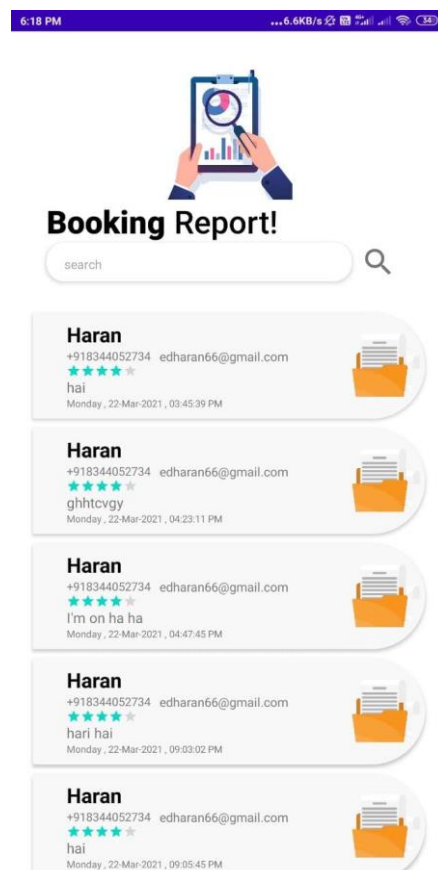 6:18 PM
...6.6KB/s 34
Booking Report!
search
Haran
+918344052734 edharan66@gmail.com
hai
Monday , 22-Mar-2021 , 03:45:39 PM
Haran
+918344052734 edharan66@gmail.com
ghhtcvgy
Monday , 22-Mar-2021 , 04:23:11 PM
Haran
+918344052734 edharan66@gmail.com
I'm on ha ha
Monday , 22-Mar-2021 , 04:47:45 PM
Haran
+918344052734 edharan66@gmail.com
hari hai
Monday , 22-Mar-2021 , 09:03:02 PM
Haran
+918344052734 edharan66@gmail.com
hai
Monday , 22-Mar-2021 , 09:05:45 PM